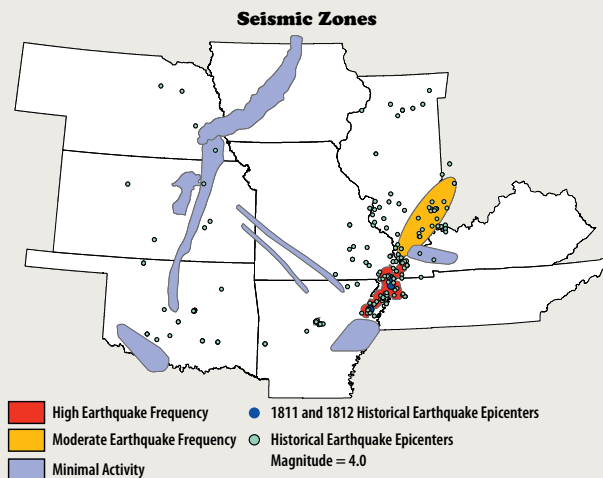 Seismic Zones
High Earthquake Frequency
1811 and 1812 Historical Earthquake Epicenters
Moderate Earthquake Frequency
Historical Earthquake Epicenters
Magnitude = 4.0
Minimal Activity